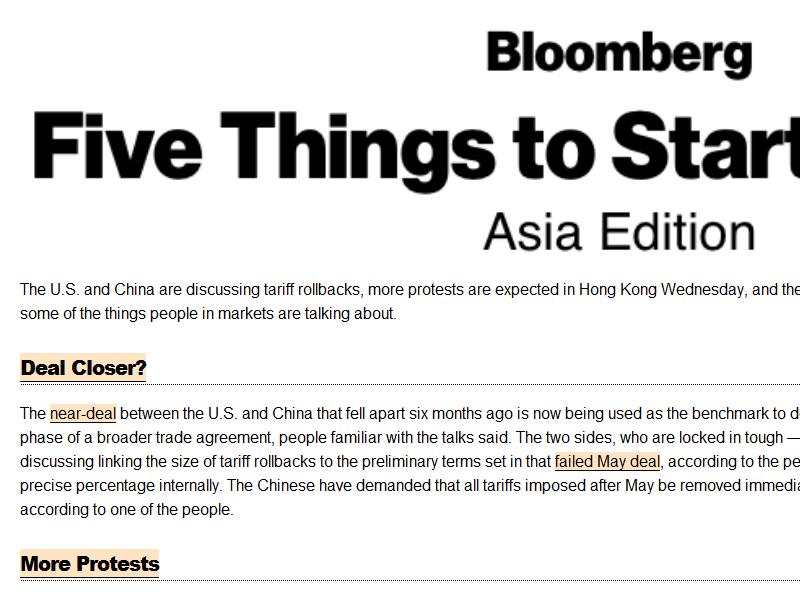 Bloomberg
Five Things to Start
Asia Edition
The U.S. and China are discussing tariff rollbacks, more protests are expected in Hong Kong Wednesday, and the
some of the things people in markets are talking about.
Deal Closer?
The near-deal between the U.S. and China that fell apart six months ago is now being used as the benchmark to
phase of a broader trade agreement, people familiar with the talks said. The two sides, who are locked in tough —
discussing linking the size of tariff rollbacks to the preliminary terms set in that failed May deal, according to the
precise percentage internally. The Chinese have demanded that all tariffs imposed after May be removed
according to one of the people.
More Protests